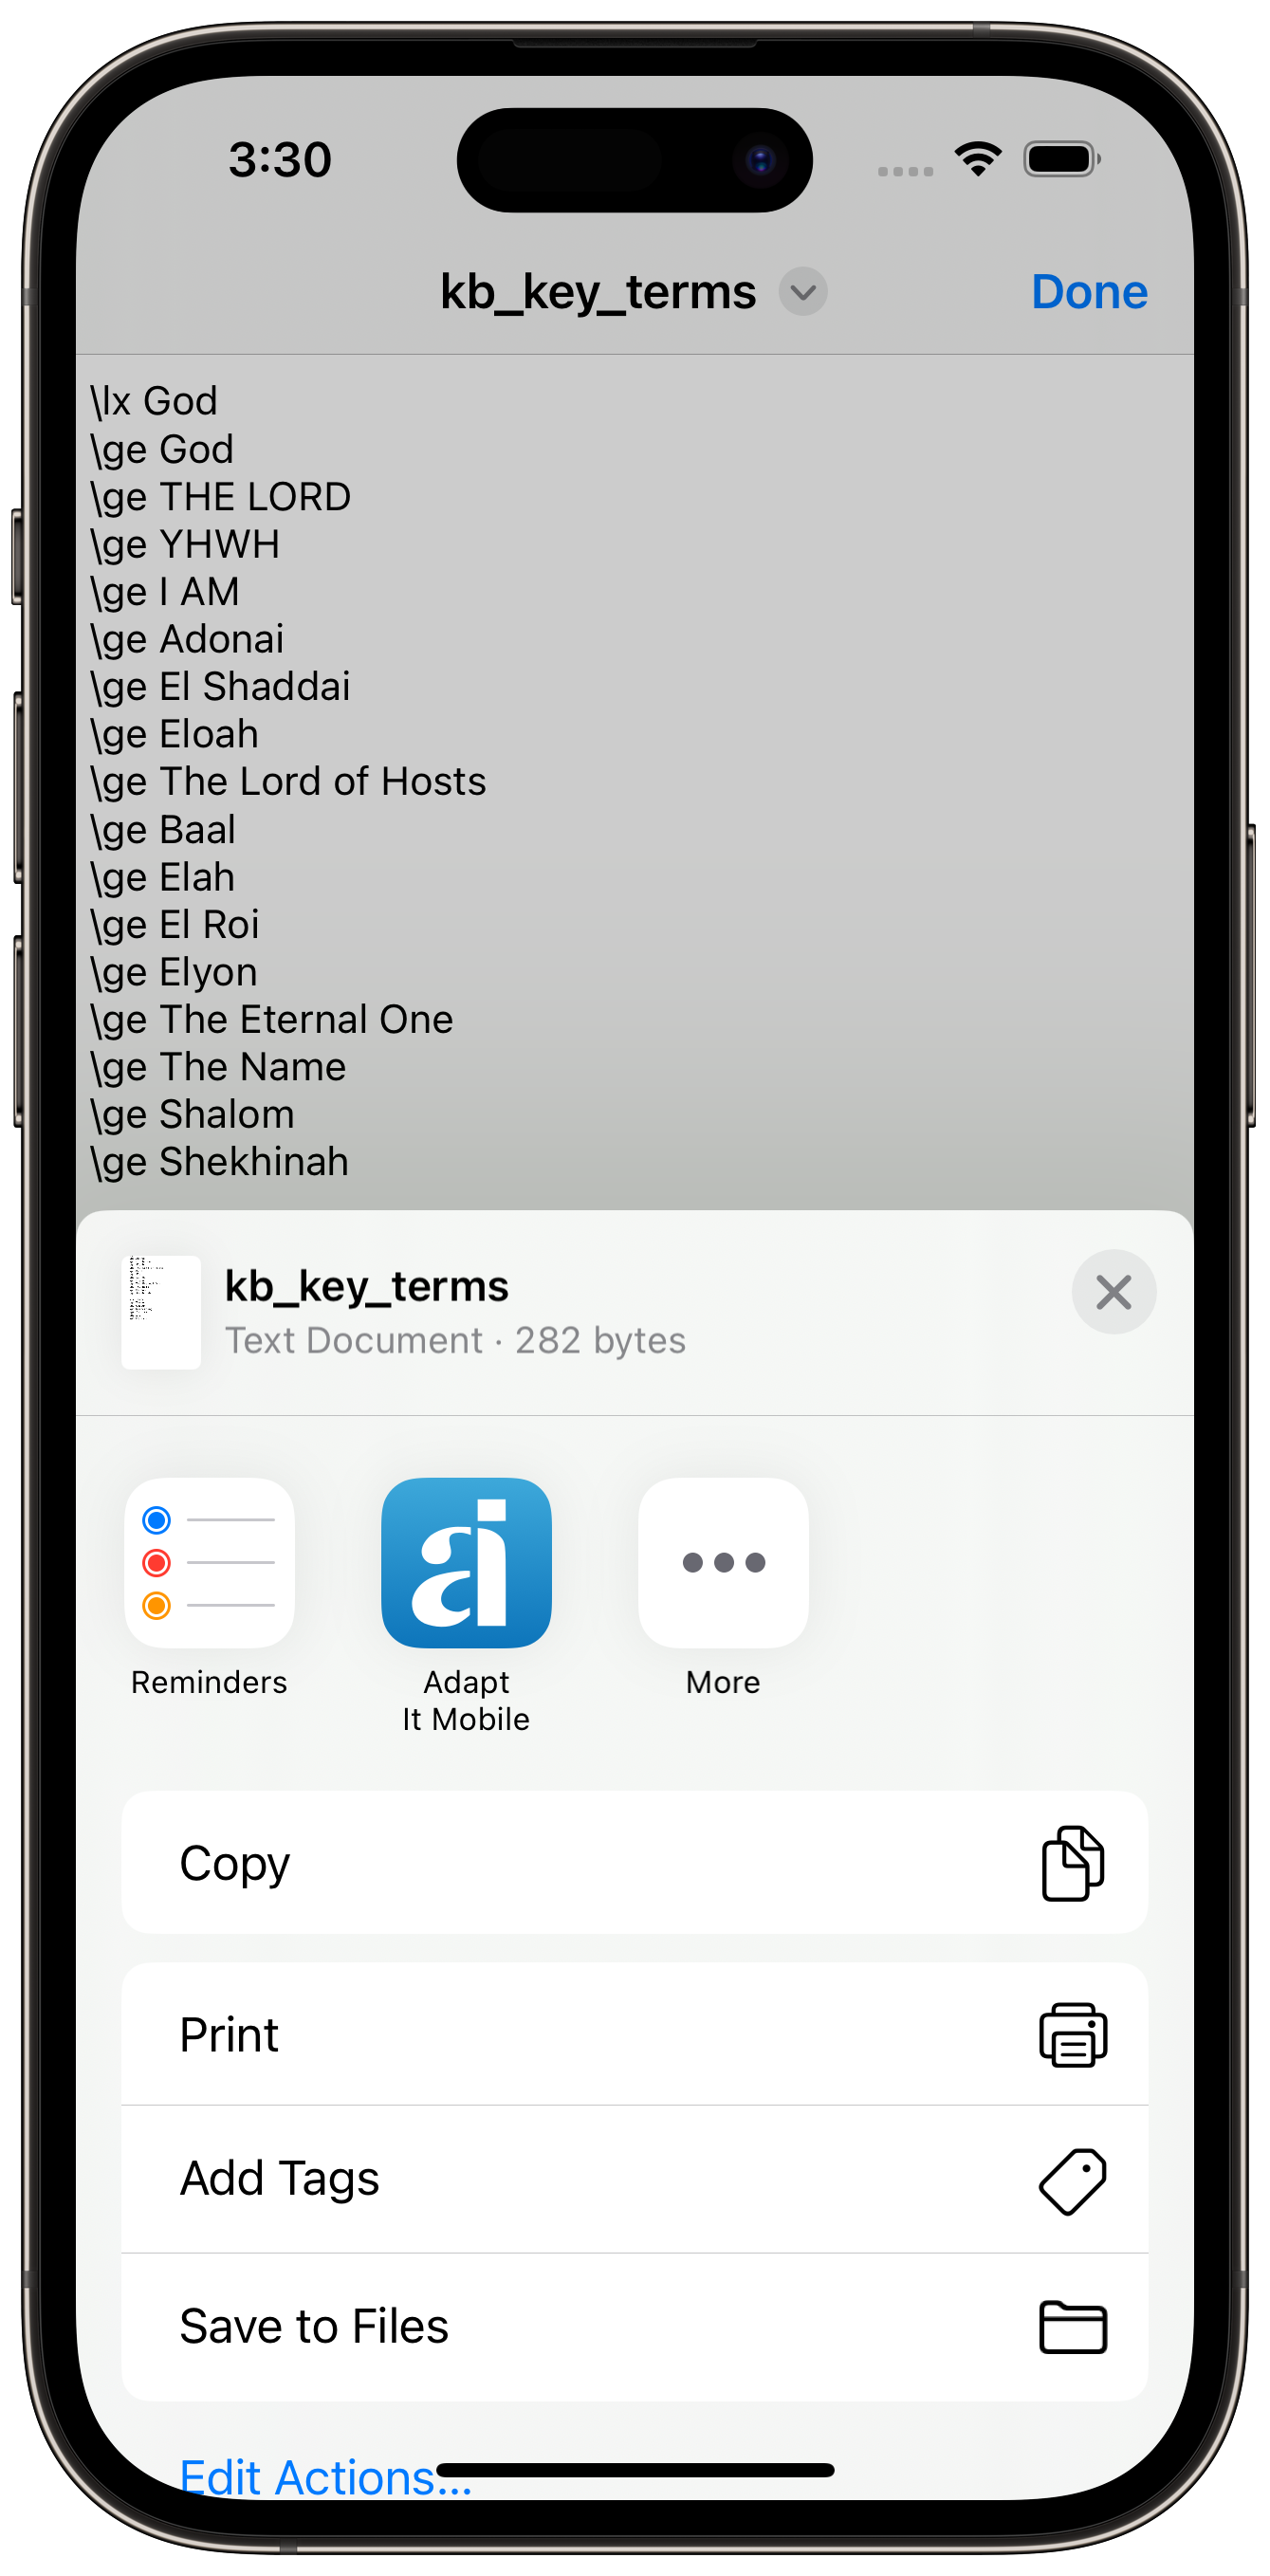 3:30
kb_key_terms
Done
\lx God
\ge God
\ge THE LORD
\ge YHWH
\ge I AM
\ge Adonai
\ge El Shaddai
\ge Eloah
\ge The Lord of Hosts
\ge Baal
\ge Elah
\ge El Roi
\ge Elyon
\ge The Eternal One
\ge The Name
\ge Shalom
\ge Shekhinah
kb_key_terms
Text Document · 282 bytes
Reminders
ai
Adapt
It Mobile
More
Copy
Print
Add Tags
Save to Files
Edit Actions...